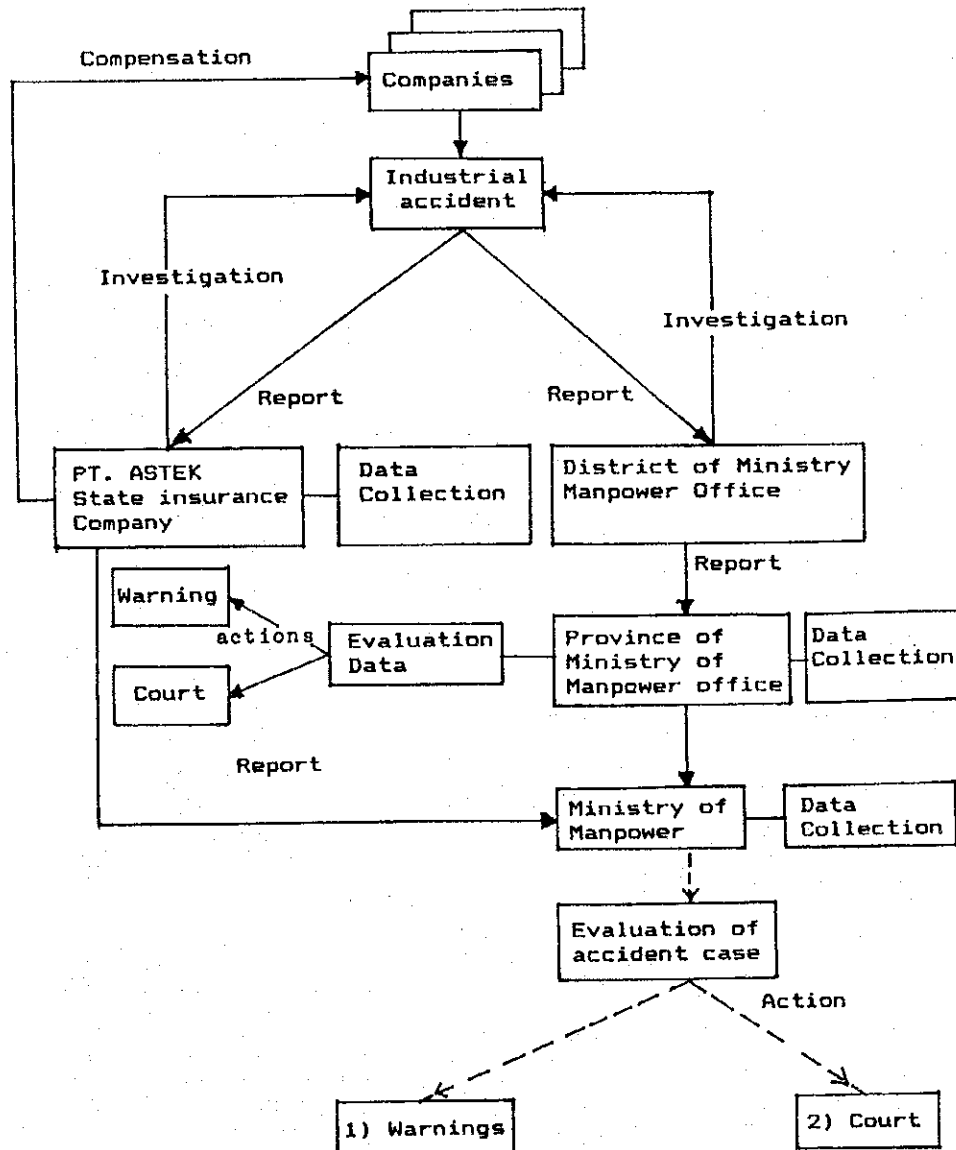 Compensation
Companies
Industrial
accident
Investigation
Investigation
Report
Report
PT. ASTEK
State insurance
Company
Data
Collection
District of Ministry
Manpower Office
Report
Warning
actions
Evaluation
Data
Province of
Ministry of
Manpower office
Data
Collection
Court
Report
Ministry of
Manpower
Data
Collection
Evaluation of
accident case
Action
1) Warnings
2) Court